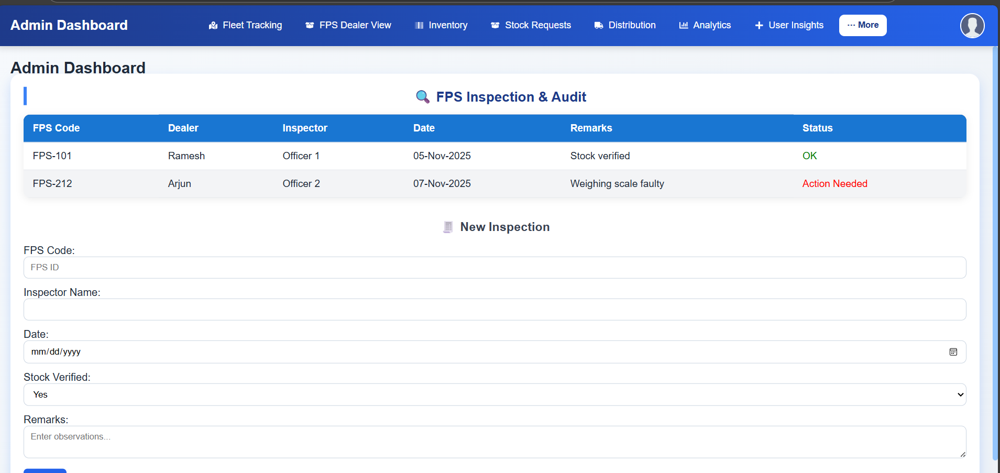 Admin Dashboard Fleet Tracking FPS Dealer View Inventory Stock Requests Distribution Analytics User Insights ··· More
Admin Dashboard
FPS Inspection & Audit
FPS Code Dealer Inspector Date Remarks Status
FPS-101 Ramesh Officer 1 05-Nov-2025 Stock verified OK
FPS-212 Arjun Officer 2 07-Nov-2025 Weighing scale faulty Action Needed
New Inspection
FPS Code:
FPS ID
Inspector Name:
Date:
mm/dd/yyyy
Stock Verified:
Yes
Remarks:
Enter observations...